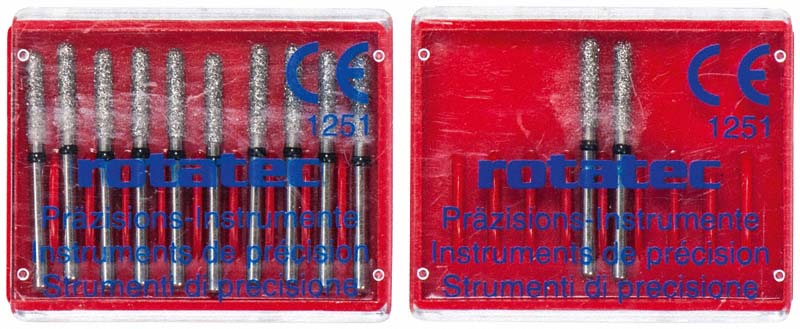 CE
1251
rotatec
Präzisions-Instrumente
Instruments de précision
Strumenti di precisione
CE
1251
rotatec
Präzisions-Instrumente
Instruments de précision
Strumenti di precisione